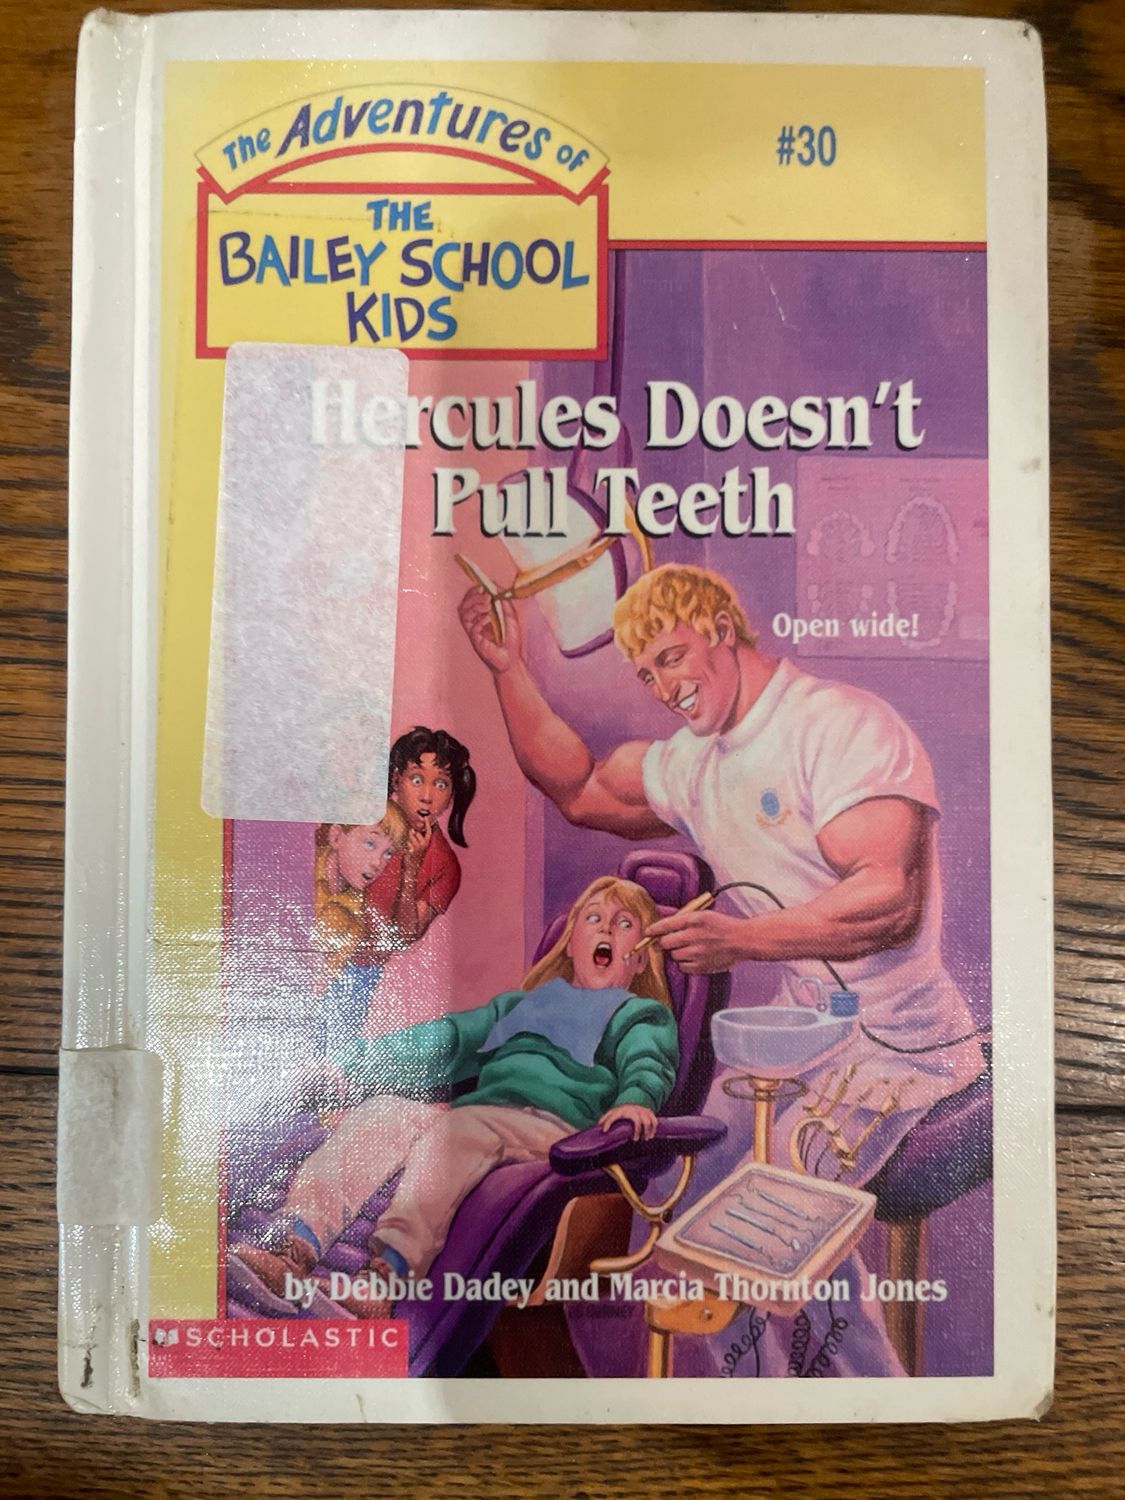 The Adventures of
THE
BAILEY SCHOOL
KIDS
#30
Hercules Doesn't
Pull Teeth
Open wide!
by Debbie Dadey and Marcia Thornton Jones
SCHOLASTIC